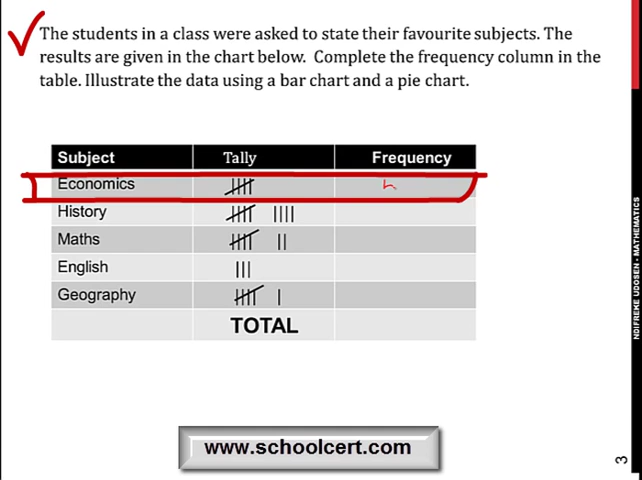 The students in a class were asked to state their favourite subjects. The
results are given in the chart below. Complete the frequency column in the
table. Illustrate the data using a bar chart and a pie chart.
Subject Tally Frequency
Economics
History
Maths
English
Geography
TOTAL
www.schoolcert.com
NDIFREKE UDOSEN - MATHEMATICS
3